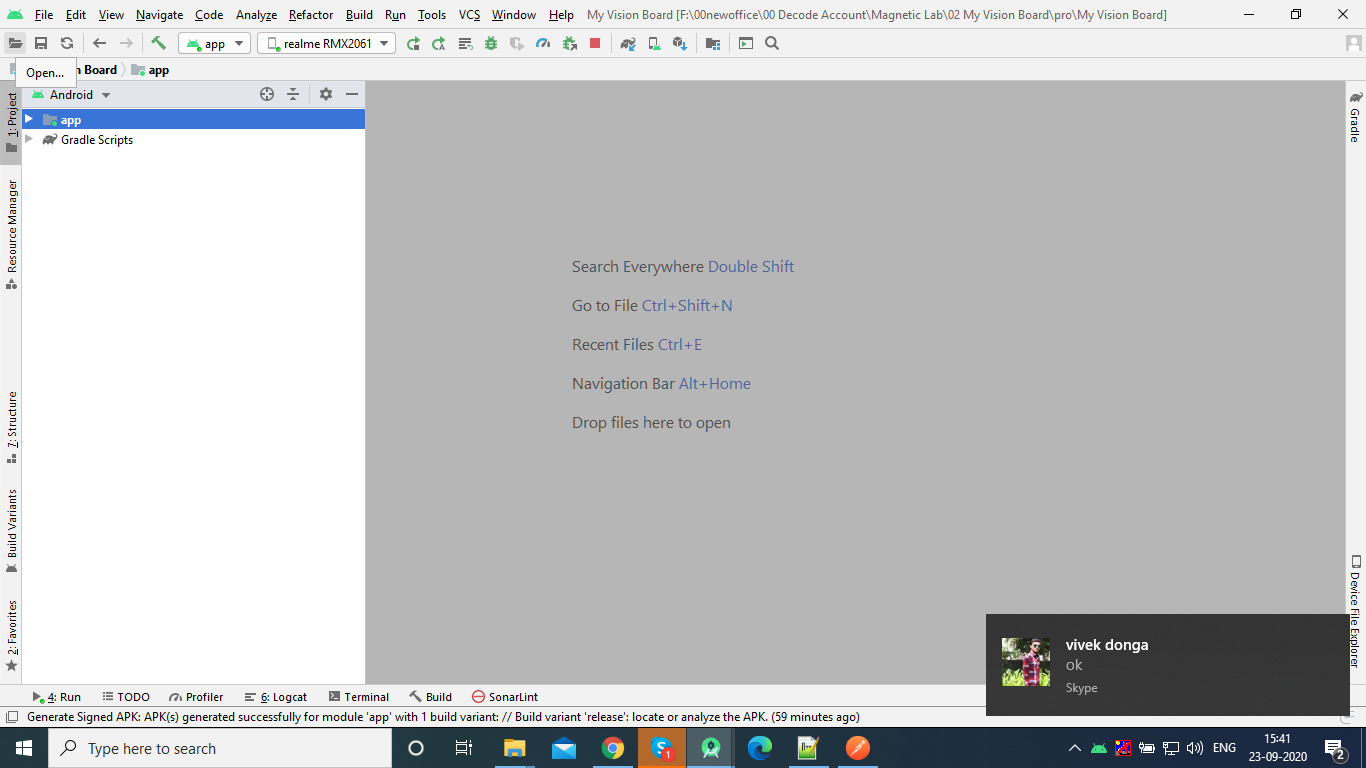 File Edit View Navigate Code Analyze Refactor Build Run Tools VCS Window Help My Vision Board [F:\00newoffice\00 Decode Account\Magnetic Lab\02 My Vision Board\pro\My Vision Board]
app realme RMX2061
Open...
n Board app
Android
app
Gradle Scripts
1: Project
Resource Manager
7: Structure
Build Variants
2: Favorites
Search Everywhere Double Shift
Go to File Ctrl+Shift+N
Recent Files Ctrl+E
Navigation Bar Alt+Home
Drop files here to open
Gradle
Device File Explorer
vivek donga
ok
Skype
4: Run TODO Profiler 6: Logcat Terminal Build SonarLint
Generate Signed APK: APK(s) generated successfully for module 'app' with 1 build variant: // Build variant 'release': locate or analyze the APK. (59 minutes ago)
Type here to search
1
ENG
15:41
23-09-2020
2